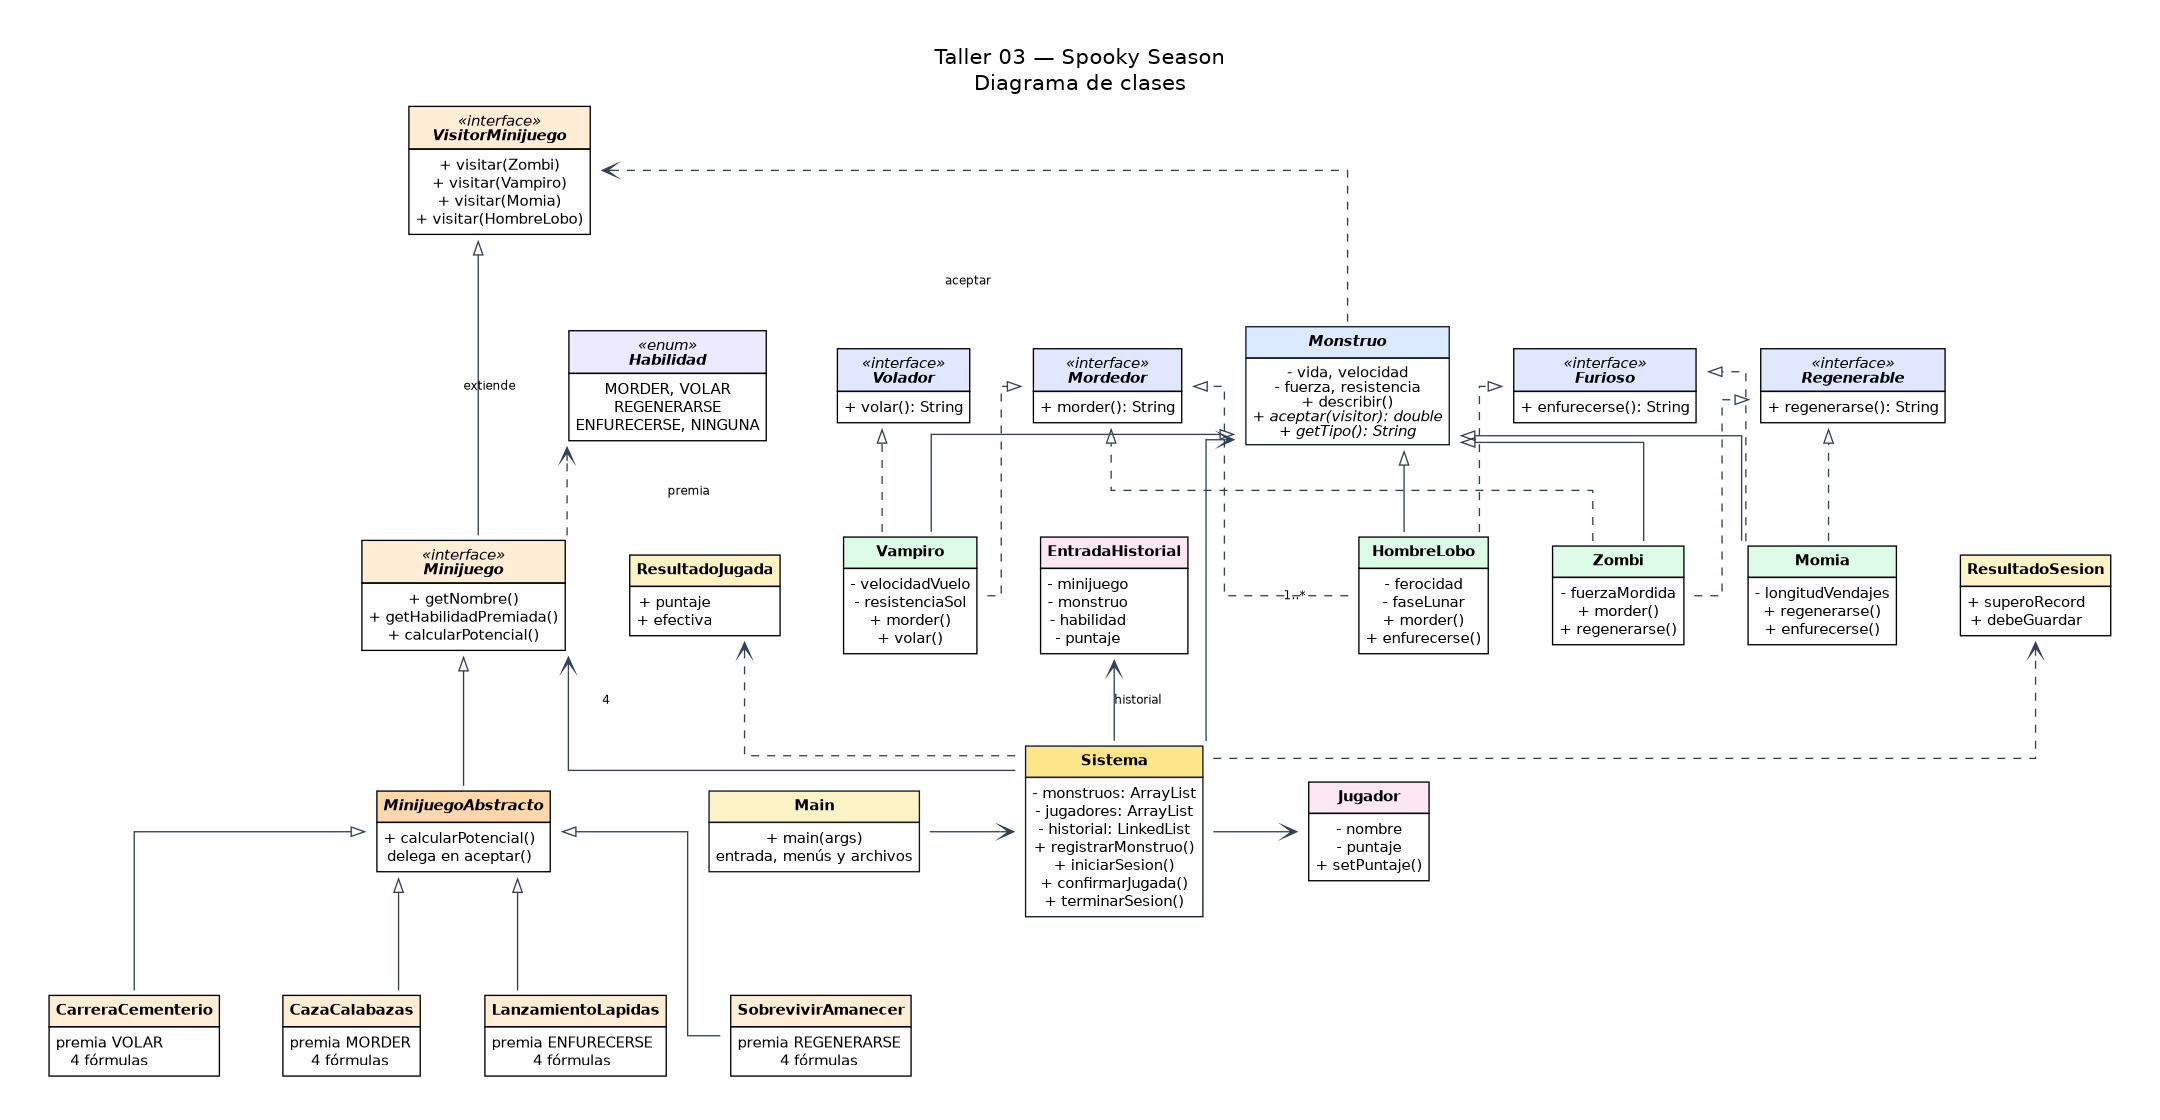 Taller 03 — Spooky Season
Diagrama de clases
«interface»
VisitorMinijuego
+ visitar(Zombi)
+ visitar(Vampiro)
+ visitar(Momia)
+ visitar(HombreLobo)
aceptar
extiende
«enum»
Habilidad
MORDER, VOLAR
REGENERARSE
ENFURECERSE, NINGUNA
«interface»
Volador
+ volar(): String
«interface»
Mordedor
+ morder(): String
Monstruo
- vida, velocidad
- fuerza, resistencia
+ describir()
+ aceptar(visitor): double
+ getTipo(): String
«interface»
Furioso
+ enfurecerse(): String
«interface»
Regenerable
+ regenerarse(): String
premia
«interface»
Minijuego
+ getNombre()
+ getHabilidadPremiada()
+ calcularPotencial()
ResultadoJugada
+ puntaje
+ efectiva
Vampiro
- velocidadVuelo
- resistenciaSol
+ morder()
+ volar()
EntradaHistorial
- minijuego
- monstruo
- habilidad
- puntaje
1..*
HombreLobo
- ferocidad
- faseLunar
+ morder()
+ enfurecerse()
Zombi
- fuerzaMordida
+ morder()
+ regenerarse()
Momia
- longitudVendajes
+ regenerarse()
+ enfurecerse()
ResultadoSesion
+ superoRecord
+ debeGuardar
4
historial
MinijuegoAbstracto
+ calcularPotencial()
delega en aceptar()
Main
+ main(args)
entrada, menús y archivos
Sistema
- monstruos: ArrayList
- jugadores: ArrayList
- historial: LinkedList
+ registrarMonstruo()
+ iniciarSesion()
+ confirmarJugada()
+ terminarSesion()
Jugador
- nombre
- puntaje
+ setPuntaje()
CarreraCementerio
premia VOLAR
4 fórmulas
CazaCalabazas
premia MORDER
4 fórmulas
LanzamientoLapidas
premia ENFURECERSE
4 fórmulas
SobrevivirAmanecer
premia REGENERARSE
4 fórmulas